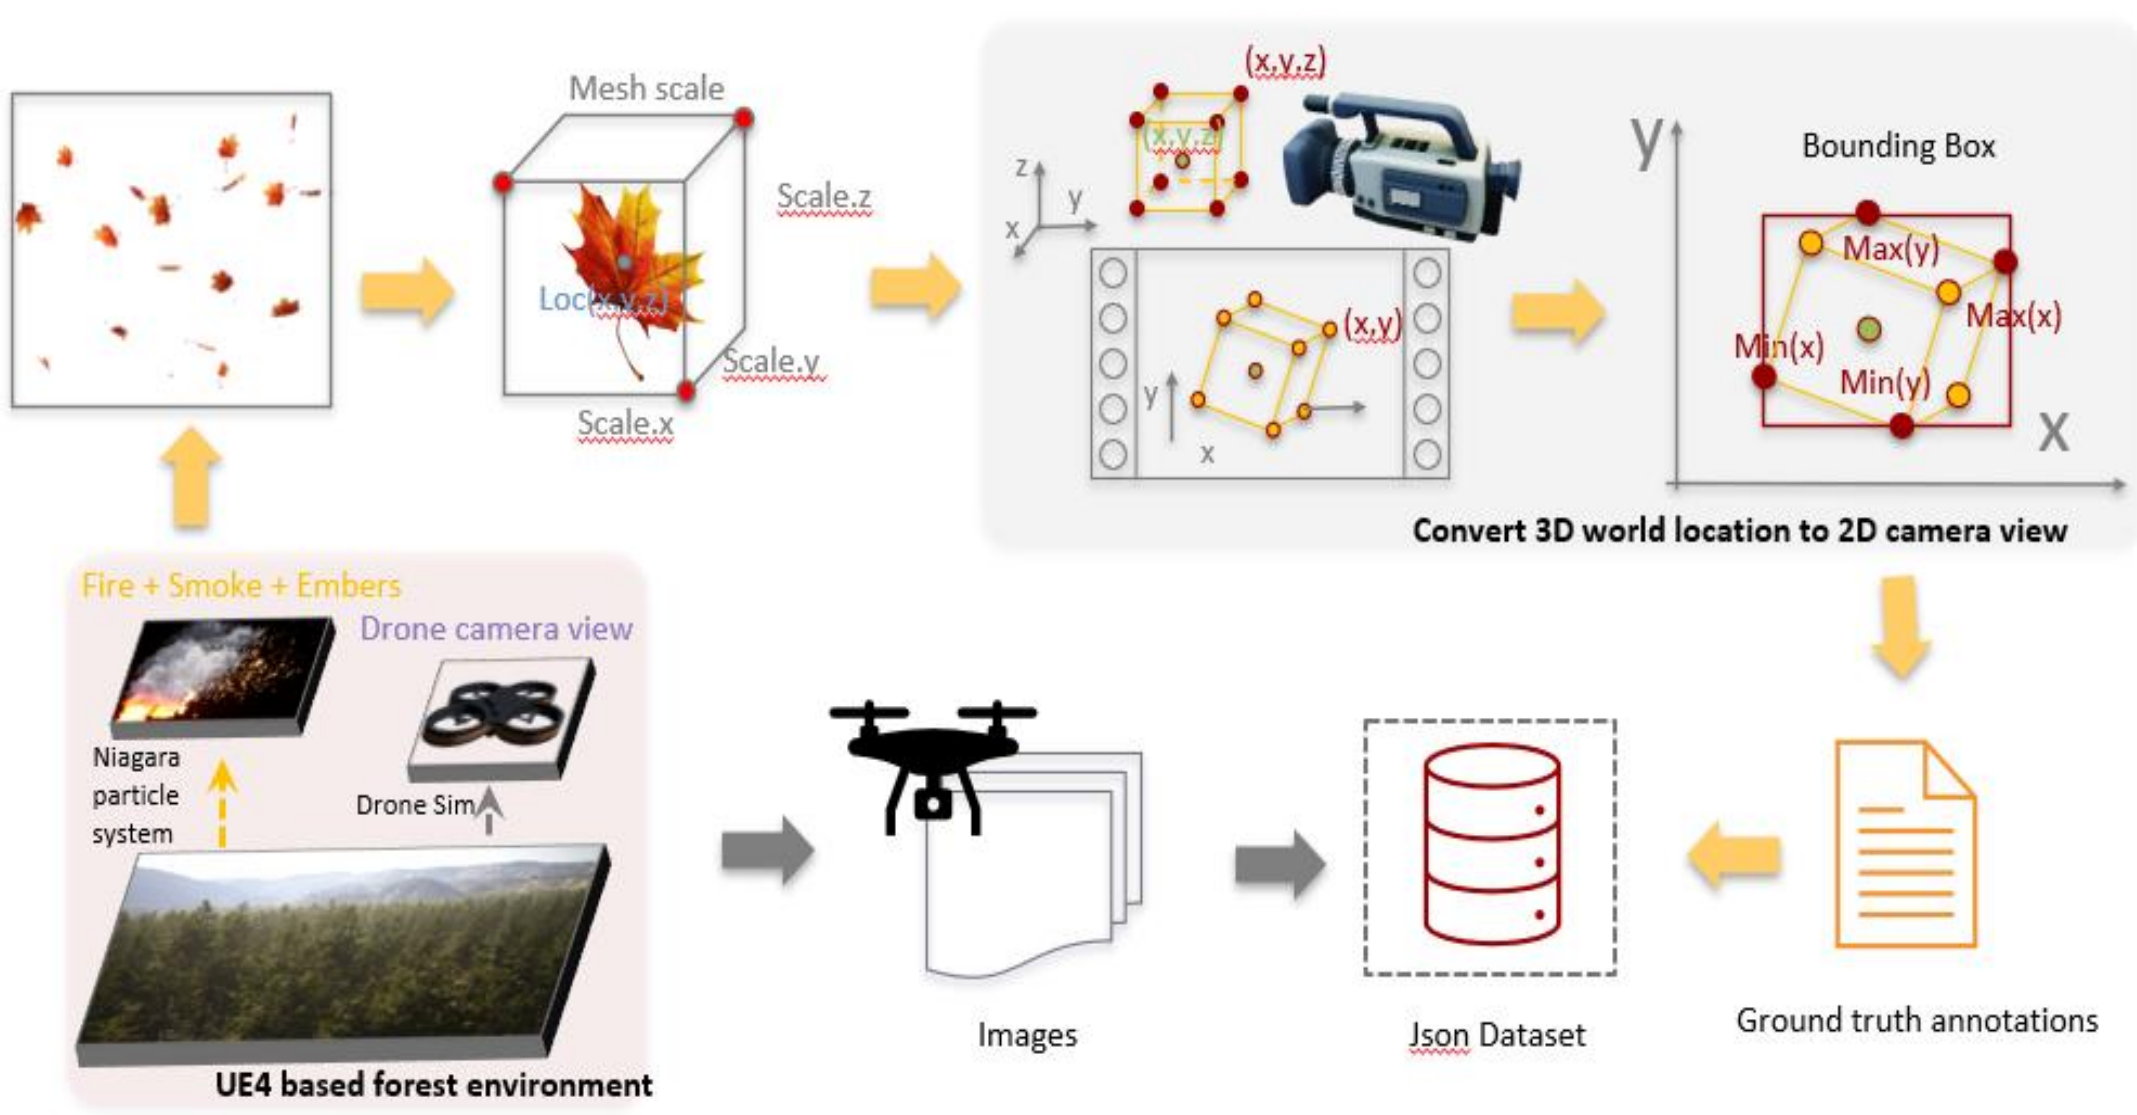 Mesh scale
Scale.z
Loc(x,y,z)
Scale.y
Scale.x
(x,y,z)
(x,y,z)
z
y
x
(x,y)
y
x
y
Bounding Box
Max(y)
Max(x)
Min(x)
Min(y)
x
Convert 3D world location to 2D camera view
Fire + Smoke + Embers
Drone camera view
Niagara
particle
system
Drone Sim
UE4 based forest environment
Images
Json Dataset
Ground truth annotations